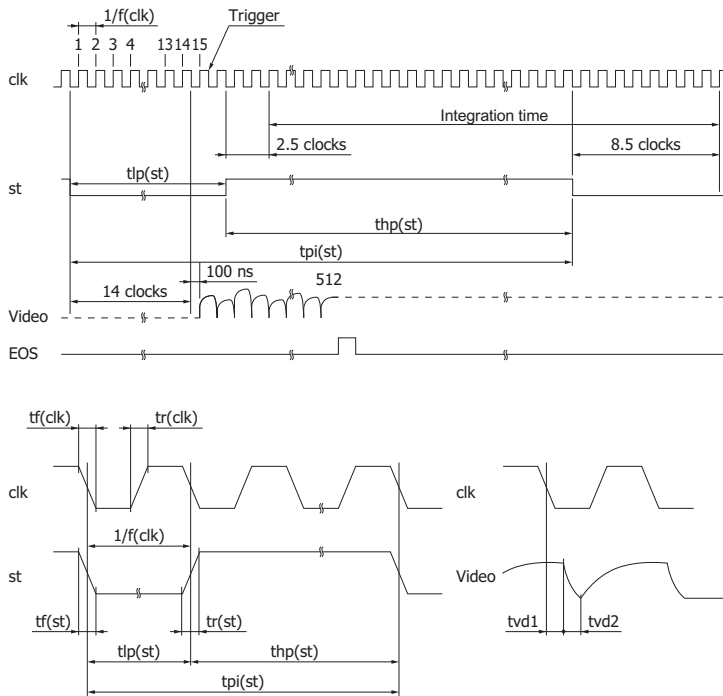 1/f(clk)
Trigger
1 2 3 4 13 14 15
clk
Integration time
2.5 clocks
8.5 clocks
tlp(st)
st
thp(st)
tpi(st)
100 ns
14 clocks
512
Video
EOS
tf(clk)
tr(clk)
clk
clk
1/f(clk)
st
Video
tf(st)
tr(st)
tvd1
tvd2
tlp(st)
thp(st)
tpi(st)